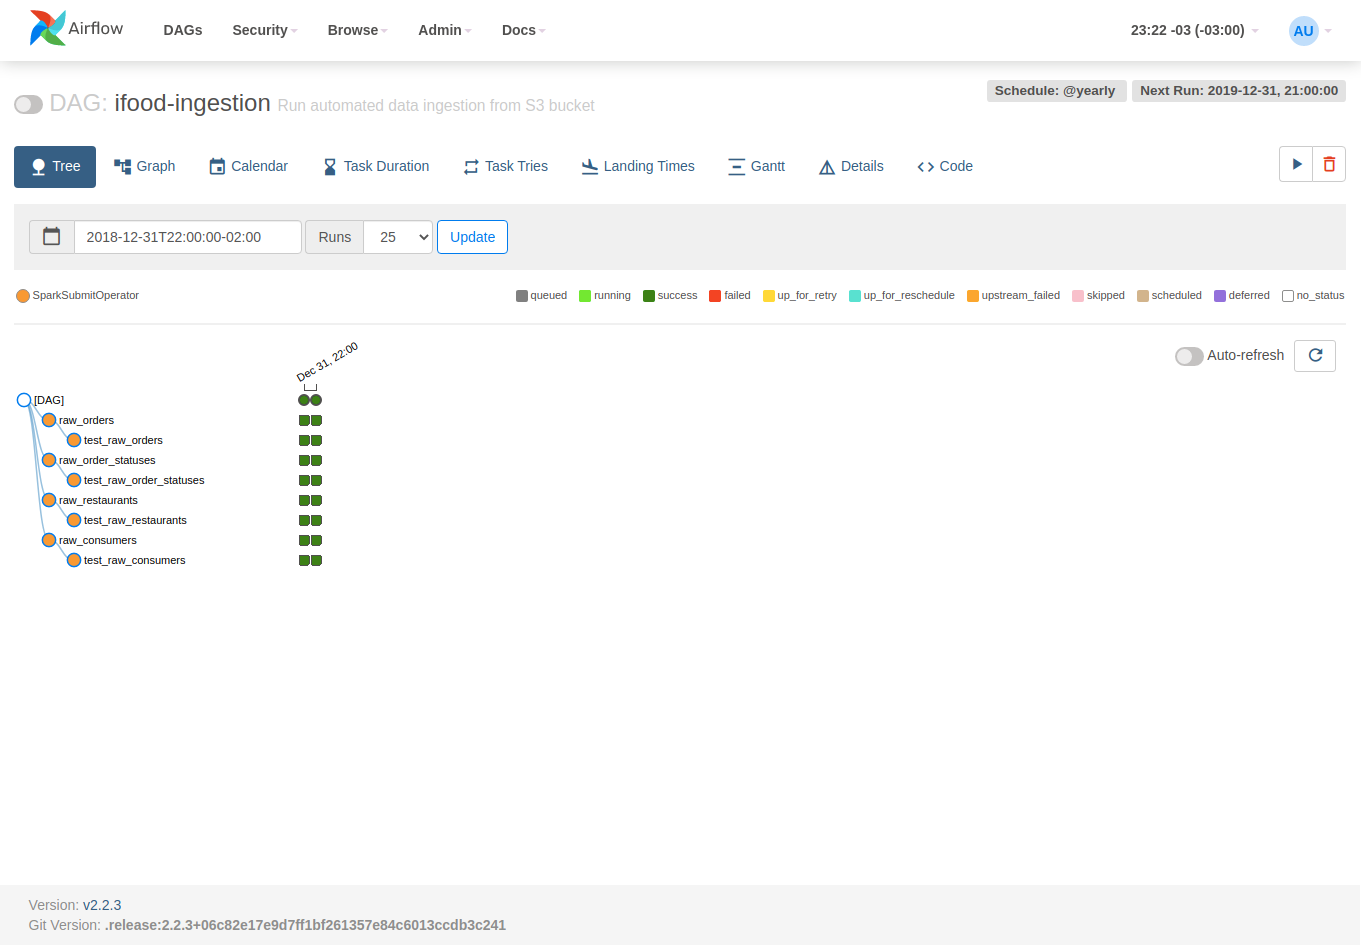 Airflow DAGs Security Browse Admin Docs 23:22 -03 (-03:00) AU
DAG: ifood-ingestion Run automated data ingestion from S3 bucket Schedule: @yearly Next Run: 2019-12-31, 21:00:00
Tree Graph Calendar Task Duration Task Tries Landing Times Gantt Details Code
2018-12-31T22:00:00-02:00 Runs 25 Update
SparkSubmitOperator queued running success failed up_for_retry up_for_reschedule upstream_failed skipped scheduled deferred no_status
Auto-refresh
Dec 31, 22:00
[DAG]
raw_orders
test_raw_orders
raw_order_statuses
test_raw_order_statuses
raw_restaurants
test_raw_restaurants
raw_consumers
test_raw_consumers
Version: v2.2.3
Git Version: .release:2.2.3+06c82e17e9d7ff1bf261357e84c6013ccdb3c241